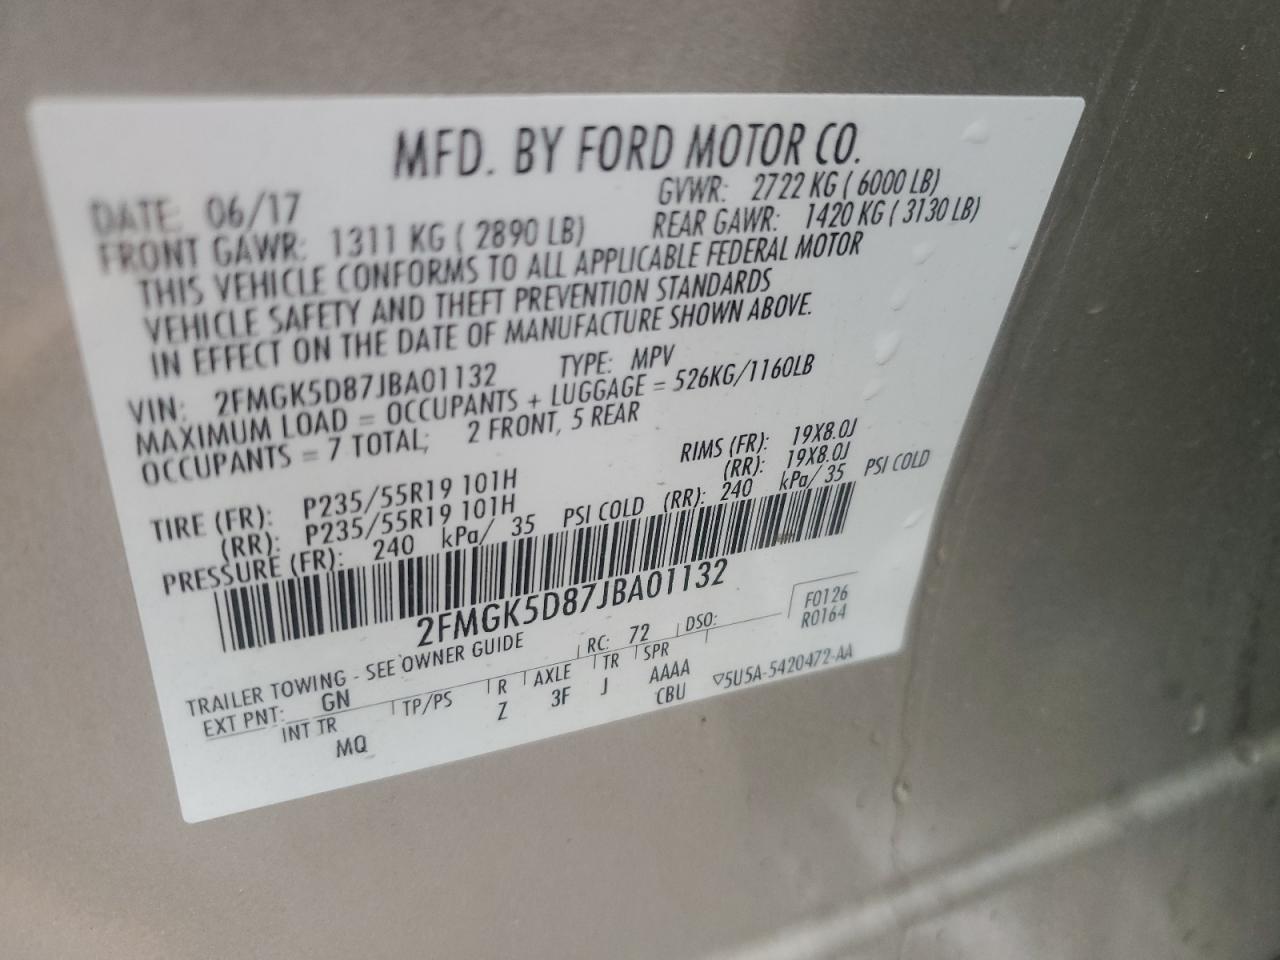 MFD. BY FORD MOTOR CO.
DATE: 06/17 GVWR: 2722 KG ( 6000 LB)
FRONT GAWR: 1311 KG ( 2890 LB) REAR GAWR: 1420 KG ( 3130 LB)
THIS VEHICLE CONFORMS TO ALL APPLICABLE FEDERAL MOTOR
VEHICLE SAFETY AND THEFT PREVENTION STANDARDS
IN EFFECT ON THE DATE OF MANUFACTURE SHOWN ABOVE.
VIN: 2FMGK5D87JBA01132 TYPE: MPV
MAXIMUM LOAD = OCCUPANTS + LUGGAGE = 526KG/1160LB
OCCUPANTS = 7 TOTAL; 2 FRONT, 5 REAR
TIRE (FR): P235/55R19 101H RIMS (FR): 19X8.0J
(RR): P235/55R19 101H (RR): 19X8.0J
PRESSURE (FR): 240 kPa/ 35 PSI COLD (RR): 240 kPa/ 35 PSI COLD
2FMGK5D87JBA01132
F0126
R0164
TRAILER TOWING - SEE OWNER GUIDE RC: 72 DSO:
EXT PNT: GN TP/PS R AXLE TR SPR
INT TR Z 3F J AAAA
MQ CBU ▽5U5A-5420472-AA